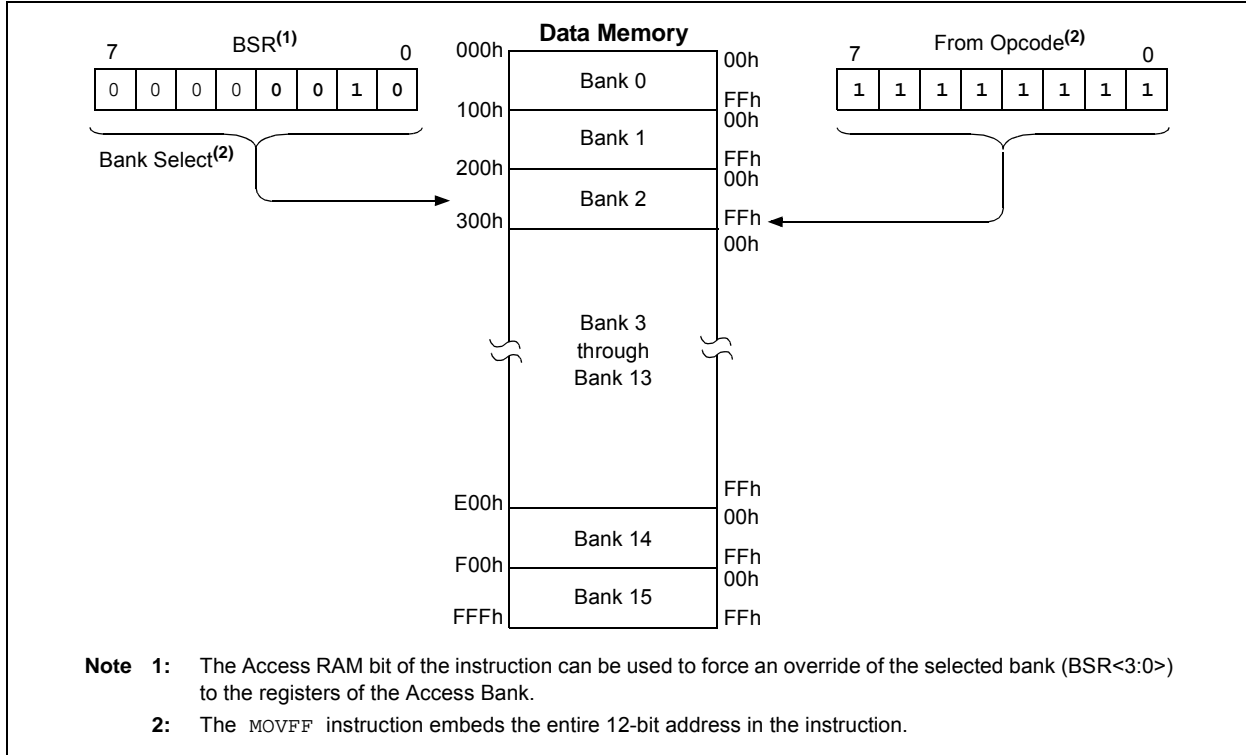 Data Memory
7 BSR(1) 0
0 0 0 0 0 0 1 0
Bank Select(2)
000h
100h
200h
300h
E00h
F00h
FFFh
Bank 0
Bank 1
Bank 2
Bank 3
through
Bank 13
Bank 14
Bank 15
00h
FFh
00h
FFh
00h
FFh
00h
FFh
00h
FFh
00h
FFh
7 From Opcode(2) 0
1 1 1 1 1 1 1 1
Note 1: The Access RAM bit of the instruction can be used to force an override of the selected bank (BSR<3:0>)
to the registers of the Access Bank.
2: The MOVFF instruction embeds the entire 12-bit address in the instruction.